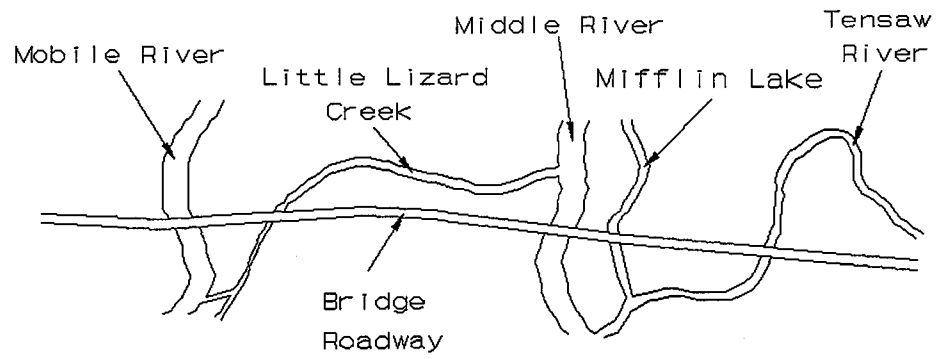 Mobile River
Little Lizard
Creek
Middle River
Mifflin Lake
Tensaw
River
Bridge
Roadway